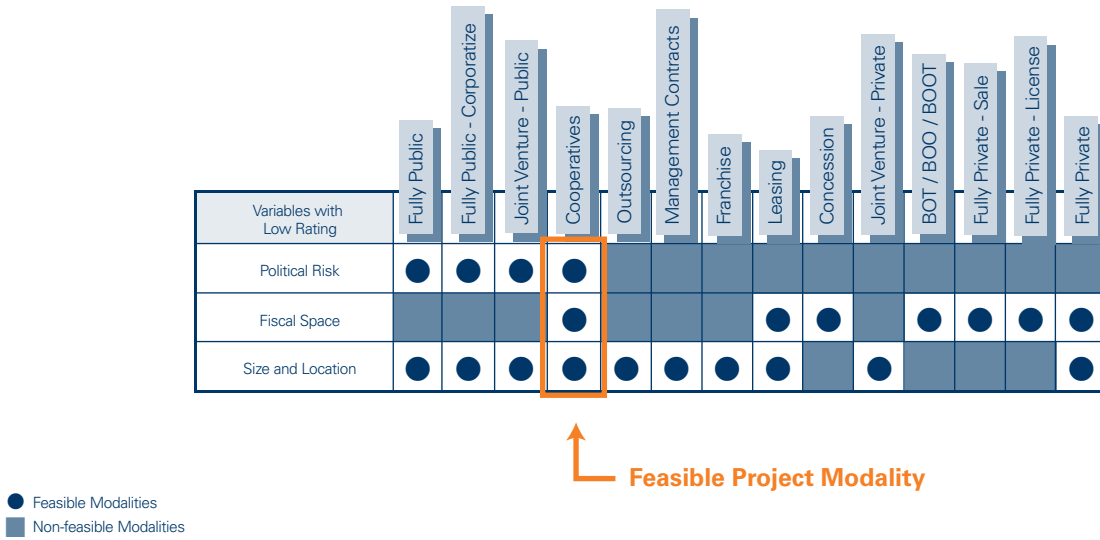 Fully Public
Fully Public - Corporatize
Joint Venture - Public
Cooperatives
Outsourcing
Management Contracts
Franchise
Leasing
Concession
Joint Venture - Private
BOT / BOO / BOOT
Fully Private - Sale
Fully Private - License
Fully Private
Variables with
Low Rating
Political Risk
Fiscal Space
Size and Location
Feasible Project Modality
Feasible Modalities
Non-feasible Modalities